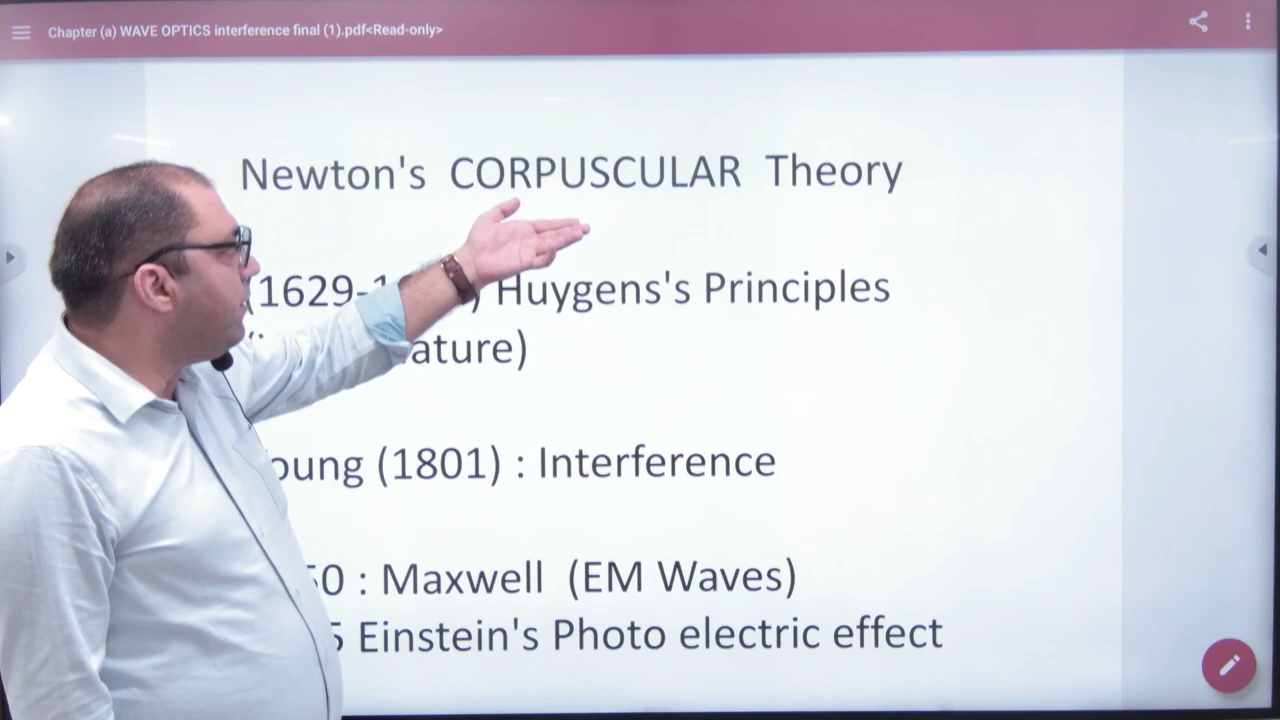 Chapter (a) WAVE OPTICS interference final (1).pdf<Read-only>
Newton's CORPUSCULAR Theory
(1629- ) Huygens's Principles
ature)
oung (1801) : Interference
50 : Maxwell (EM Waves)
5 Einstein's Photo electric effect